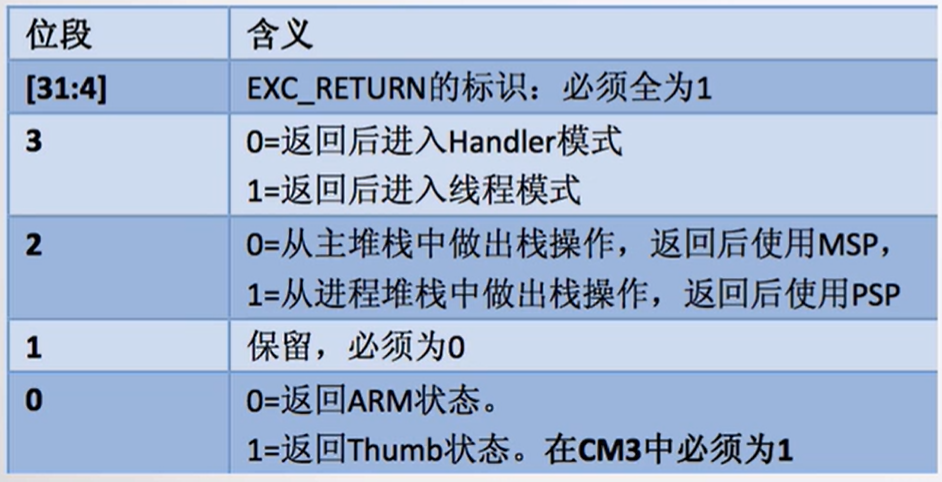 位段 含义
[31:4] EXC_RETURN的标识：必须全为1
3 0=返回后进入Handler模式
1=返回后进入线程模式
2 0=从主堆栈中做出栈操作，返回后使用MSP，
1=从进程堆栈中做出栈操作，返回后使用PSP
1 保留，必须为0
0 0=返回ARM状态。
1=返回Thumb状态。在CM3中必须为1